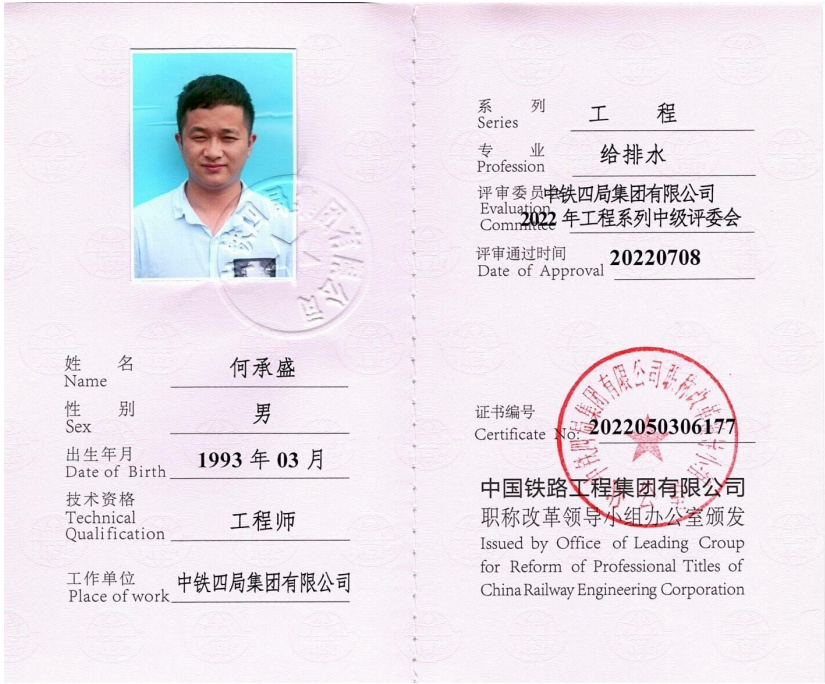 姓 名 何承盛
Name
性 别 男
Sex
出生年月 1993 年 03 月
Date of Birth
技术资格
Technical 工程师
Qualification
工作单位 中铁四局集团有限公司
Place of work
系 列 工 程
Series
专 业 给排水
Profession
评审委员 中铁四局集团有限公司
Evaluation
Committee 2022 年工程系列中级评委会
评审通过时间 20220708
Date of Approval
证书编号
Certificate No: 2022050306177
中国铁路工程集团有限公司
职称改革领导小组办公室颁发
Issued by Office of Leading Croup
for Reform of Professional Titles of
China Railway Engineering Corporation